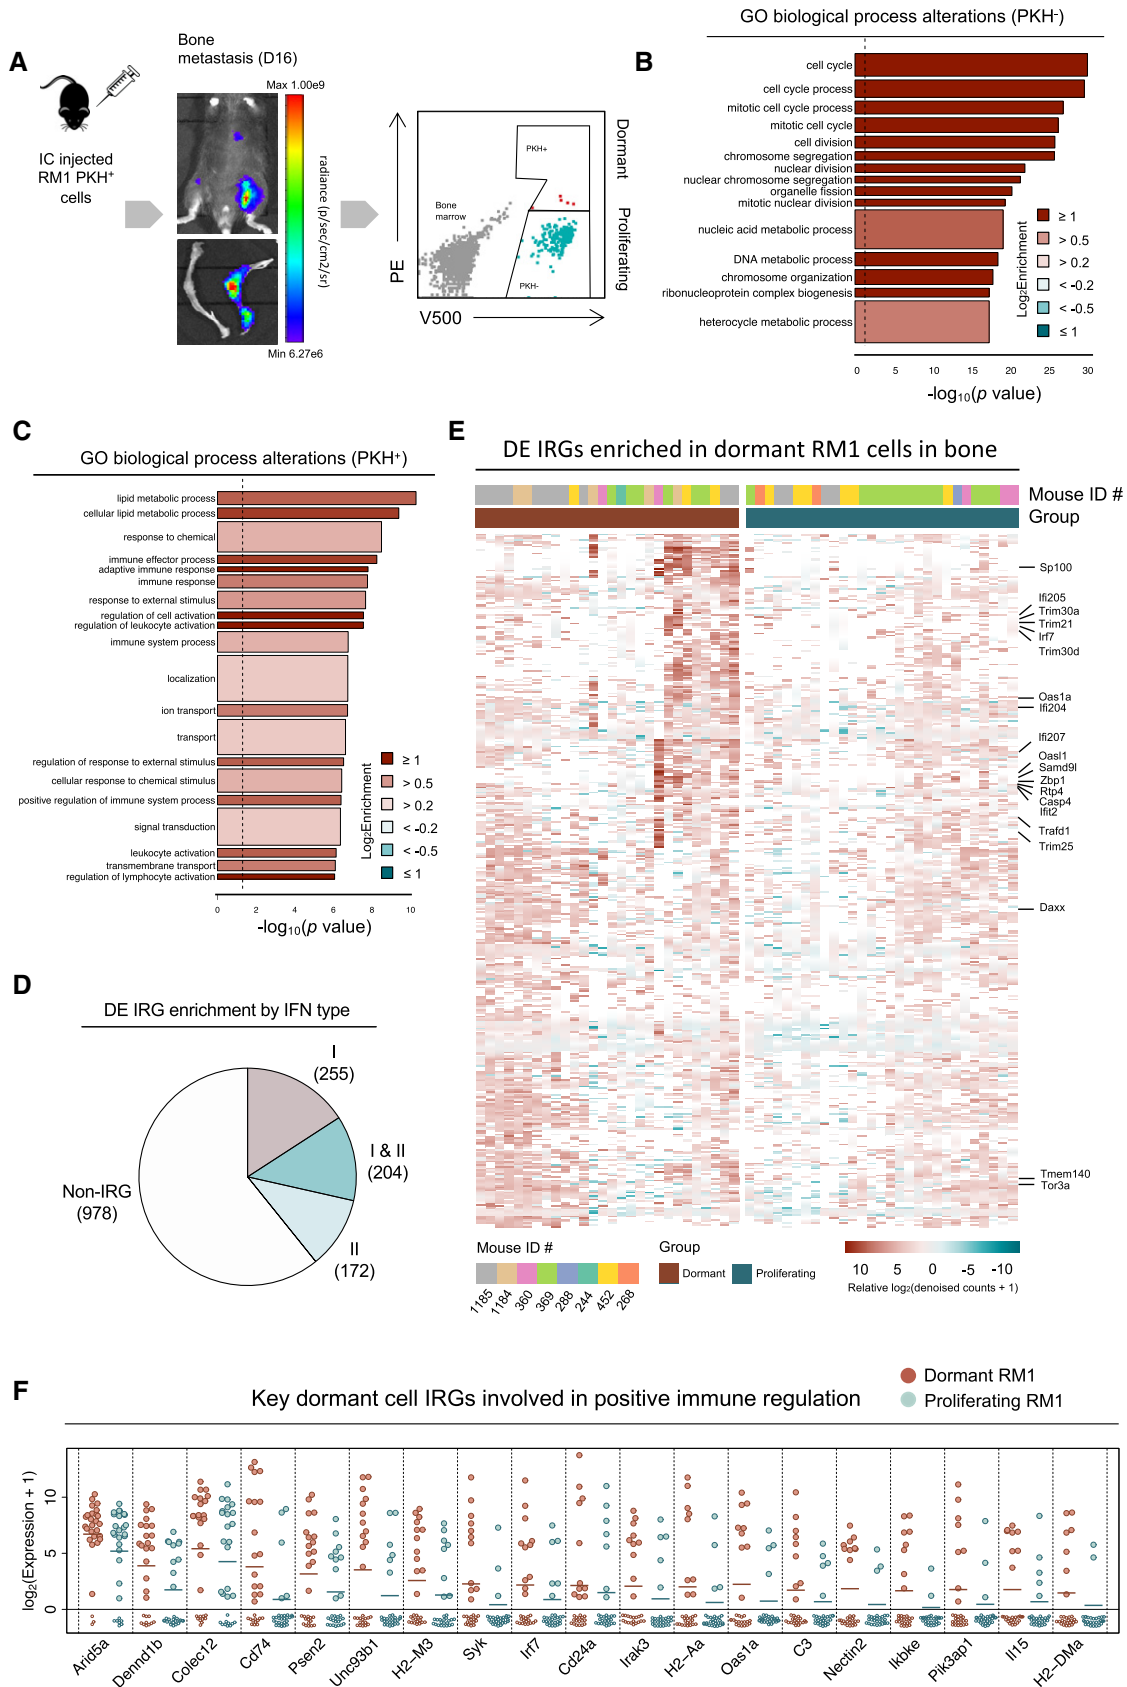 A
Bone
metastasis (D16)
IC injected
RM1 PKH⁺
cells
Max 1.00e9
radiance (p/sec/cm2/sr)
Min 6.27e6
PKH+
Bone
marrow
PKH-
PE
V500
Dormant
Proliferating
B
GO biological process alterations (PKH⁻)
cell cycle
cell cycle process
mitotic cell cycle process
mitotic cell cycle
cell division
chromosome segregation
nuclear division
nuclear chromosome segregation
organelle fission
mitotic nuclear division
nucleic acid metabolic process
DNA metabolic process
chromosome organization
ribonucleoprotein complex biogenesis
heterocycle metabolic process
Log₂Enrichment
≥ 1
> 0.5
> 0.2
< -0.2
< -0.5
≤ 1
0 5 10 15 20 25 30
-log₁₀(p value)
C
GO biological process alterations (PKH⁺)
lipid metabolic process
cellular lipid metabolic process
response to chemical
immune effector process
adaptive immune response
immune response
response to external stimulus
regulation of cell activation
regulation of leukocyte activation
immune system process
localization
ion transport
transport
regulation of response to external stimulus
cellular response to chemical stimulus
positive regulation of immune system process
signal transduction
leukocyte activation
transmembrane transport
regulation of lymphocyte activation
Log₂Enrichment
≥ 1
> 0.5
> 0.2
< -0.2
< -0.5
≤ 1
0 2 4 6 8 10
-log₁₀(p value)
D
DE IRG enrichment by IFN type
I
(255)
I & II
(204)
II
(172)
Non-IRG
(978)
E
DE IRGs enriched in dormant RM1 cells in bone
Mouse ID #
Group
Sp100
Ifi205
Trim30a
Trim21
Irf7
Trim30d
Oas1a
Ifi204
Ifi207
Oasl1
Samd9l
Zbp1
Rtp4
Casp4
Ifit2
Trafd1
Trim25
Daxx
Tmem140
Tor3a
Mouse ID #
1185 1184 360 369 288 244 452 268
Group
Dormant Proliferating
10 5 0 -5 -10
Relative log₂(denoised counts + 1)
F
Key dormant cell IRGs involved in positive immune regulation
Dormant RM1
Proliferating RM1
log₂(Expression + 1)
10
5
0
Arid5a Dennd1b Colec12 Cd74 Psen2 Unc93b1 H2−M3 Syk Irf7 Cd24a Irak3 H2−Aa Oas1a C3 Nectin2 Ikbke Pik3ap1 Il15 H2−DMa